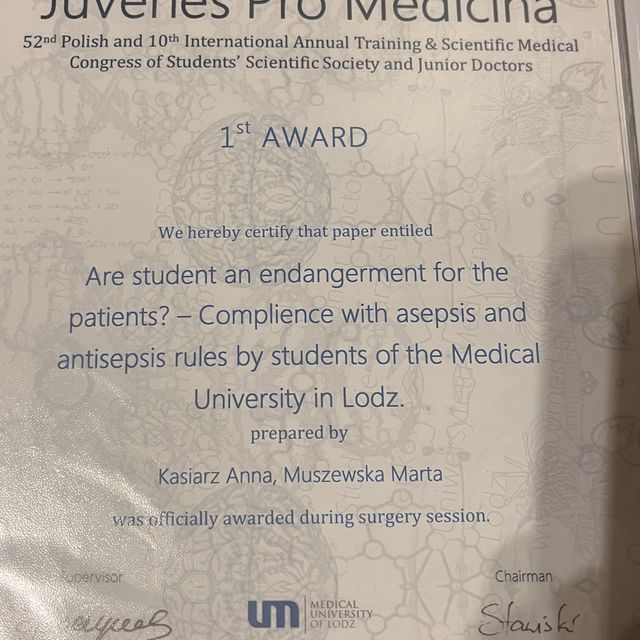 Juvenes Pro Medicina
52nd Polish and 10th International Annual Training & Scientific Medical
Congress of Students' Scientific Society and Junior Doctors
1st AWARD
We hereby certify that paper entiled
Are student an endangerment for the
patients? – Complience with asepsis and
antisepsis rules by students of the Medical
University in Lodz.
prepared by
Kasiarz Anna, Muszewska Marta
was officially awarded during surgery session.
Supervisor
Chairman
um
MEDICAL
UNIVERSITY
OF LODZ